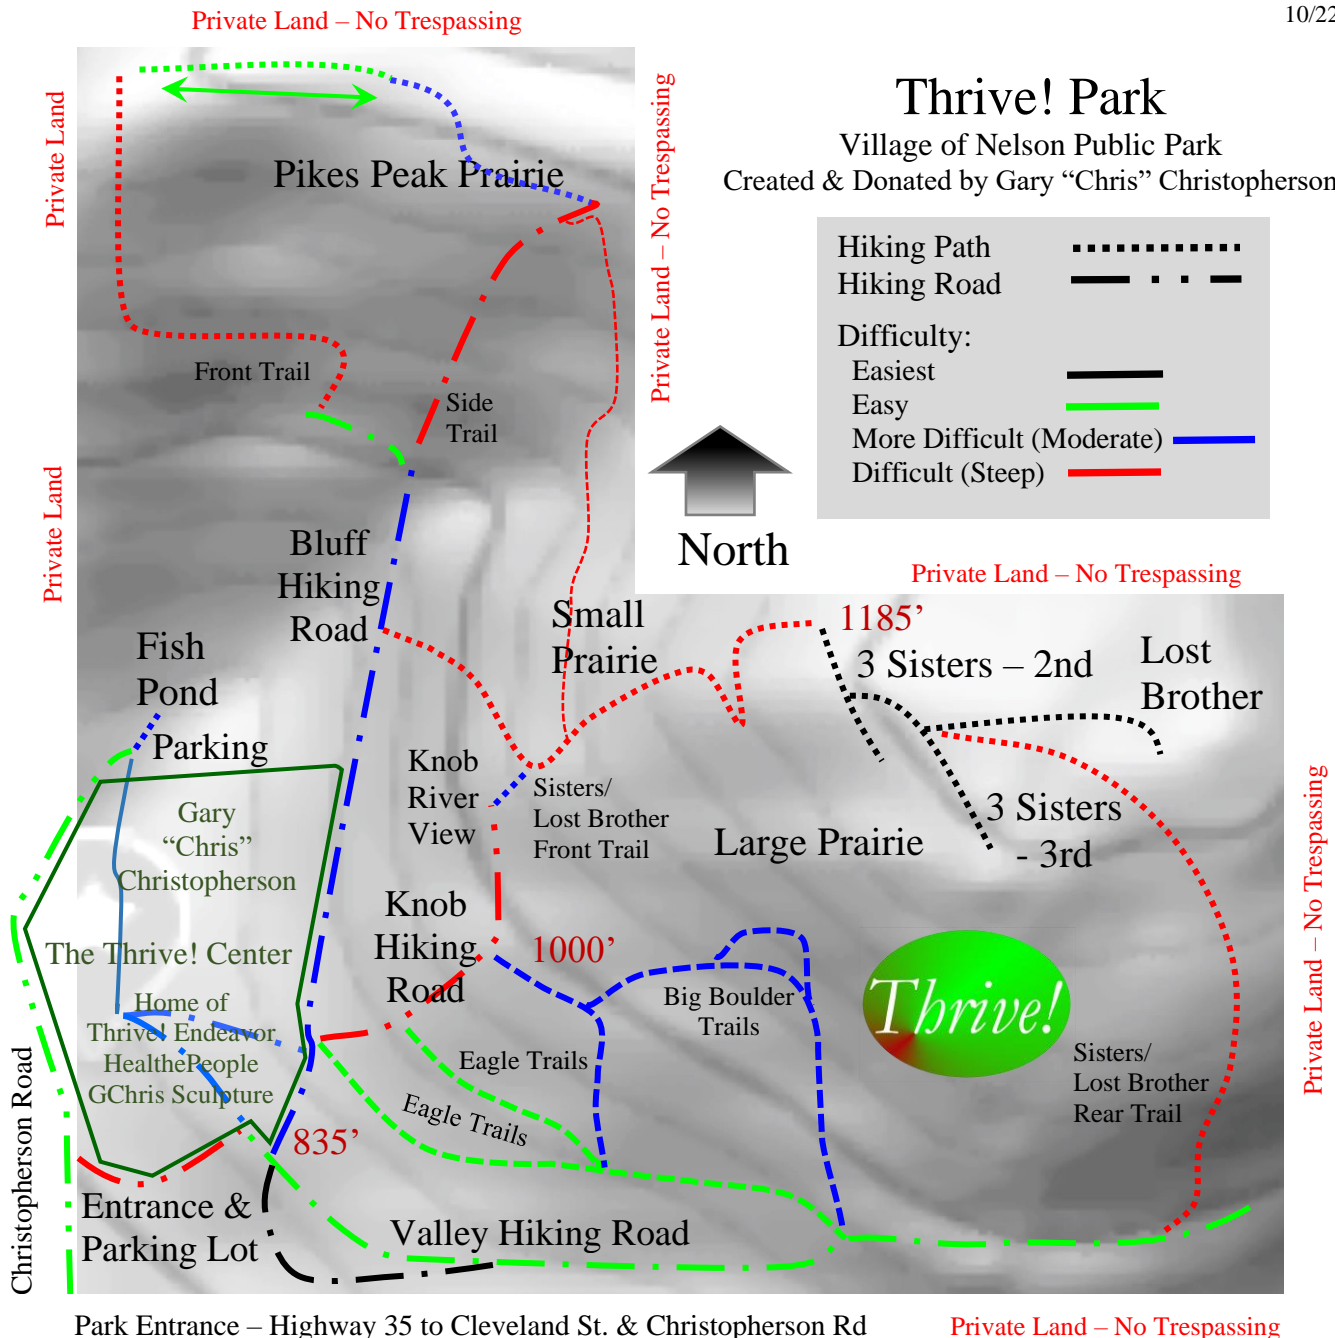 Private Land – No Trespassing
10/22
Thrive! Park
Village of Nelson Public Park
Created & Donated by Gary “Chris” Christopherson
Private Land
Private Land – No Trespassing
Pikes Peak Prairie
Hiking Path
Hiking Road
Difficulty:
Easiest
Easy
More Difficult (Moderate)
Difficult (Steep)
Front Trail
Side
Trail
Private Land
North
Bluff
Hiking
Road
Private Land – No Trespassing
Small
Prairie
1185’
3 Sisters – 2nd
Lost
Brother
Fish
Pond
Parking
Knob
River
View
Sisters/
Lost Brother
Front Trail
Large Prairie
3 Sisters
- 3rd
Private Land – No Trespassing
Gary
“Chris”
Christopherson
The Thrive! Center
Home of
Thrive! Endeavor
HealthePeople
GChris Sculpture
Knob
Hiking
Road
1000’
Big Boulder
Trails
Thrive!
Sisters/
Lost Brother
Rear Trail
Eagle Trails
Eagle Trails
835’
Christopherson Road
Entrance &
Parking Lot
Valley Hiking Road
Park Entrance – Highway 35 to Cleveland St. & Christopherson Rd
Private Land – No Trespassing